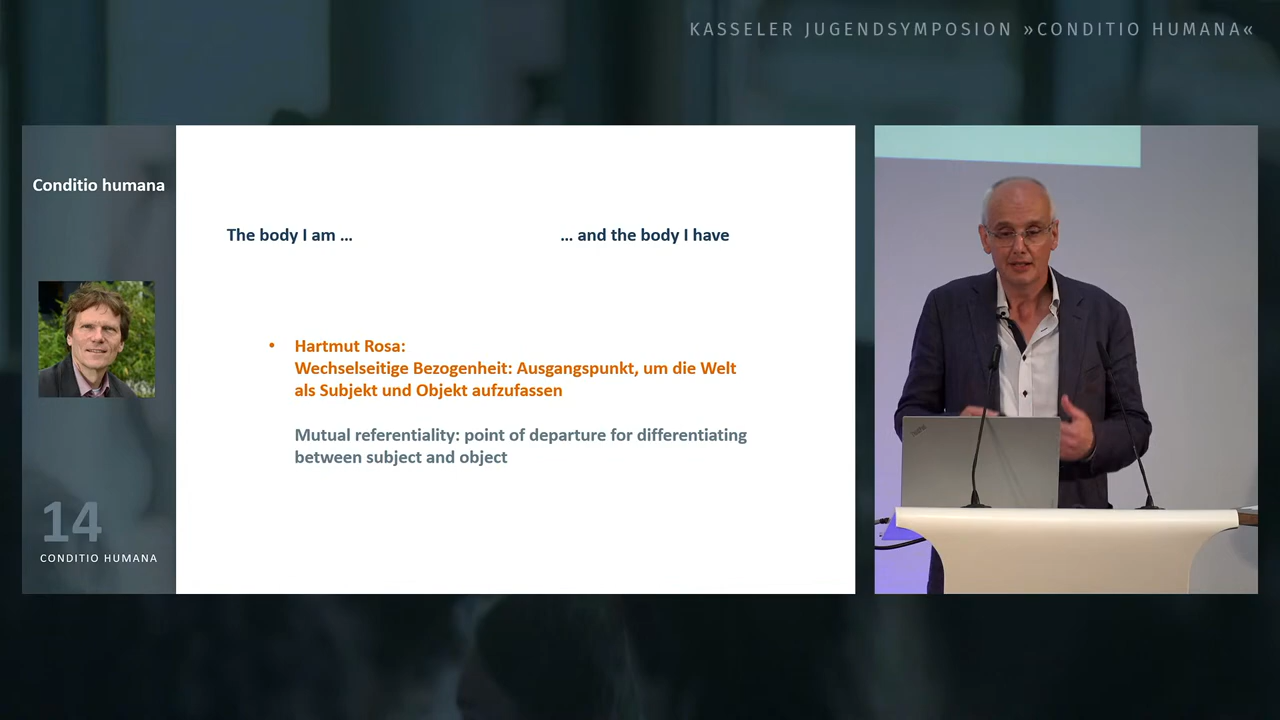 KASSELER JUGENDSYMPOSION »CONDITIO HUMANA«
Conditio humana
The body I am …
… and the body I have
• Hartmut Rosa:
Wechselseitige Bezogenheit: Ausgangspunkt, um die Welt
als Subjekt und Objekt aufzufassen
Mutual referentiality: point of departure for differentiating
between subject and object
14
CONDITIO HUMANA